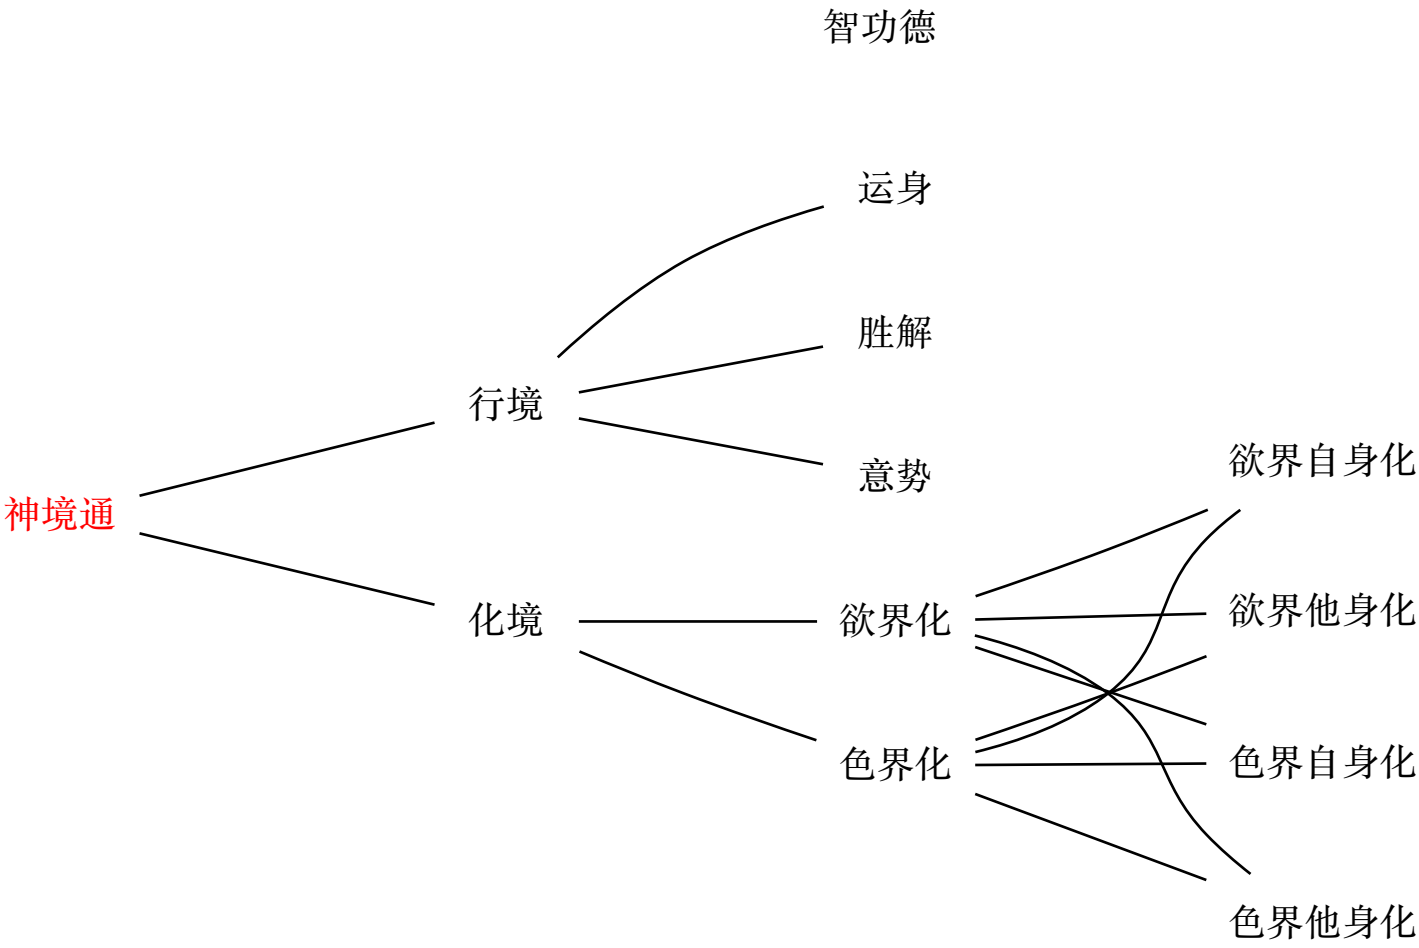 智功德
运身
胜解
行境
意势
欲界自身化
神境通
欲界他身化
化境
欲界化
色界化
色界自身化
色界他身化